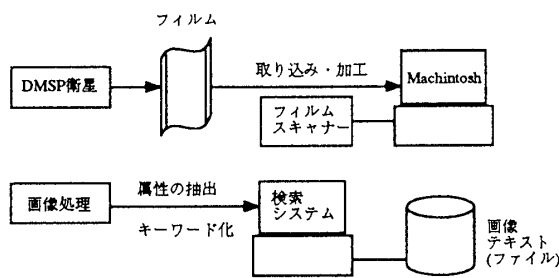 フィルム
DMSP衛星
取り込み・加工
Machintosh
フィルム
スキャナー
画像処理
属性の抽出
キーワード化
検索
システム
画像
テキスト
(ファイル)